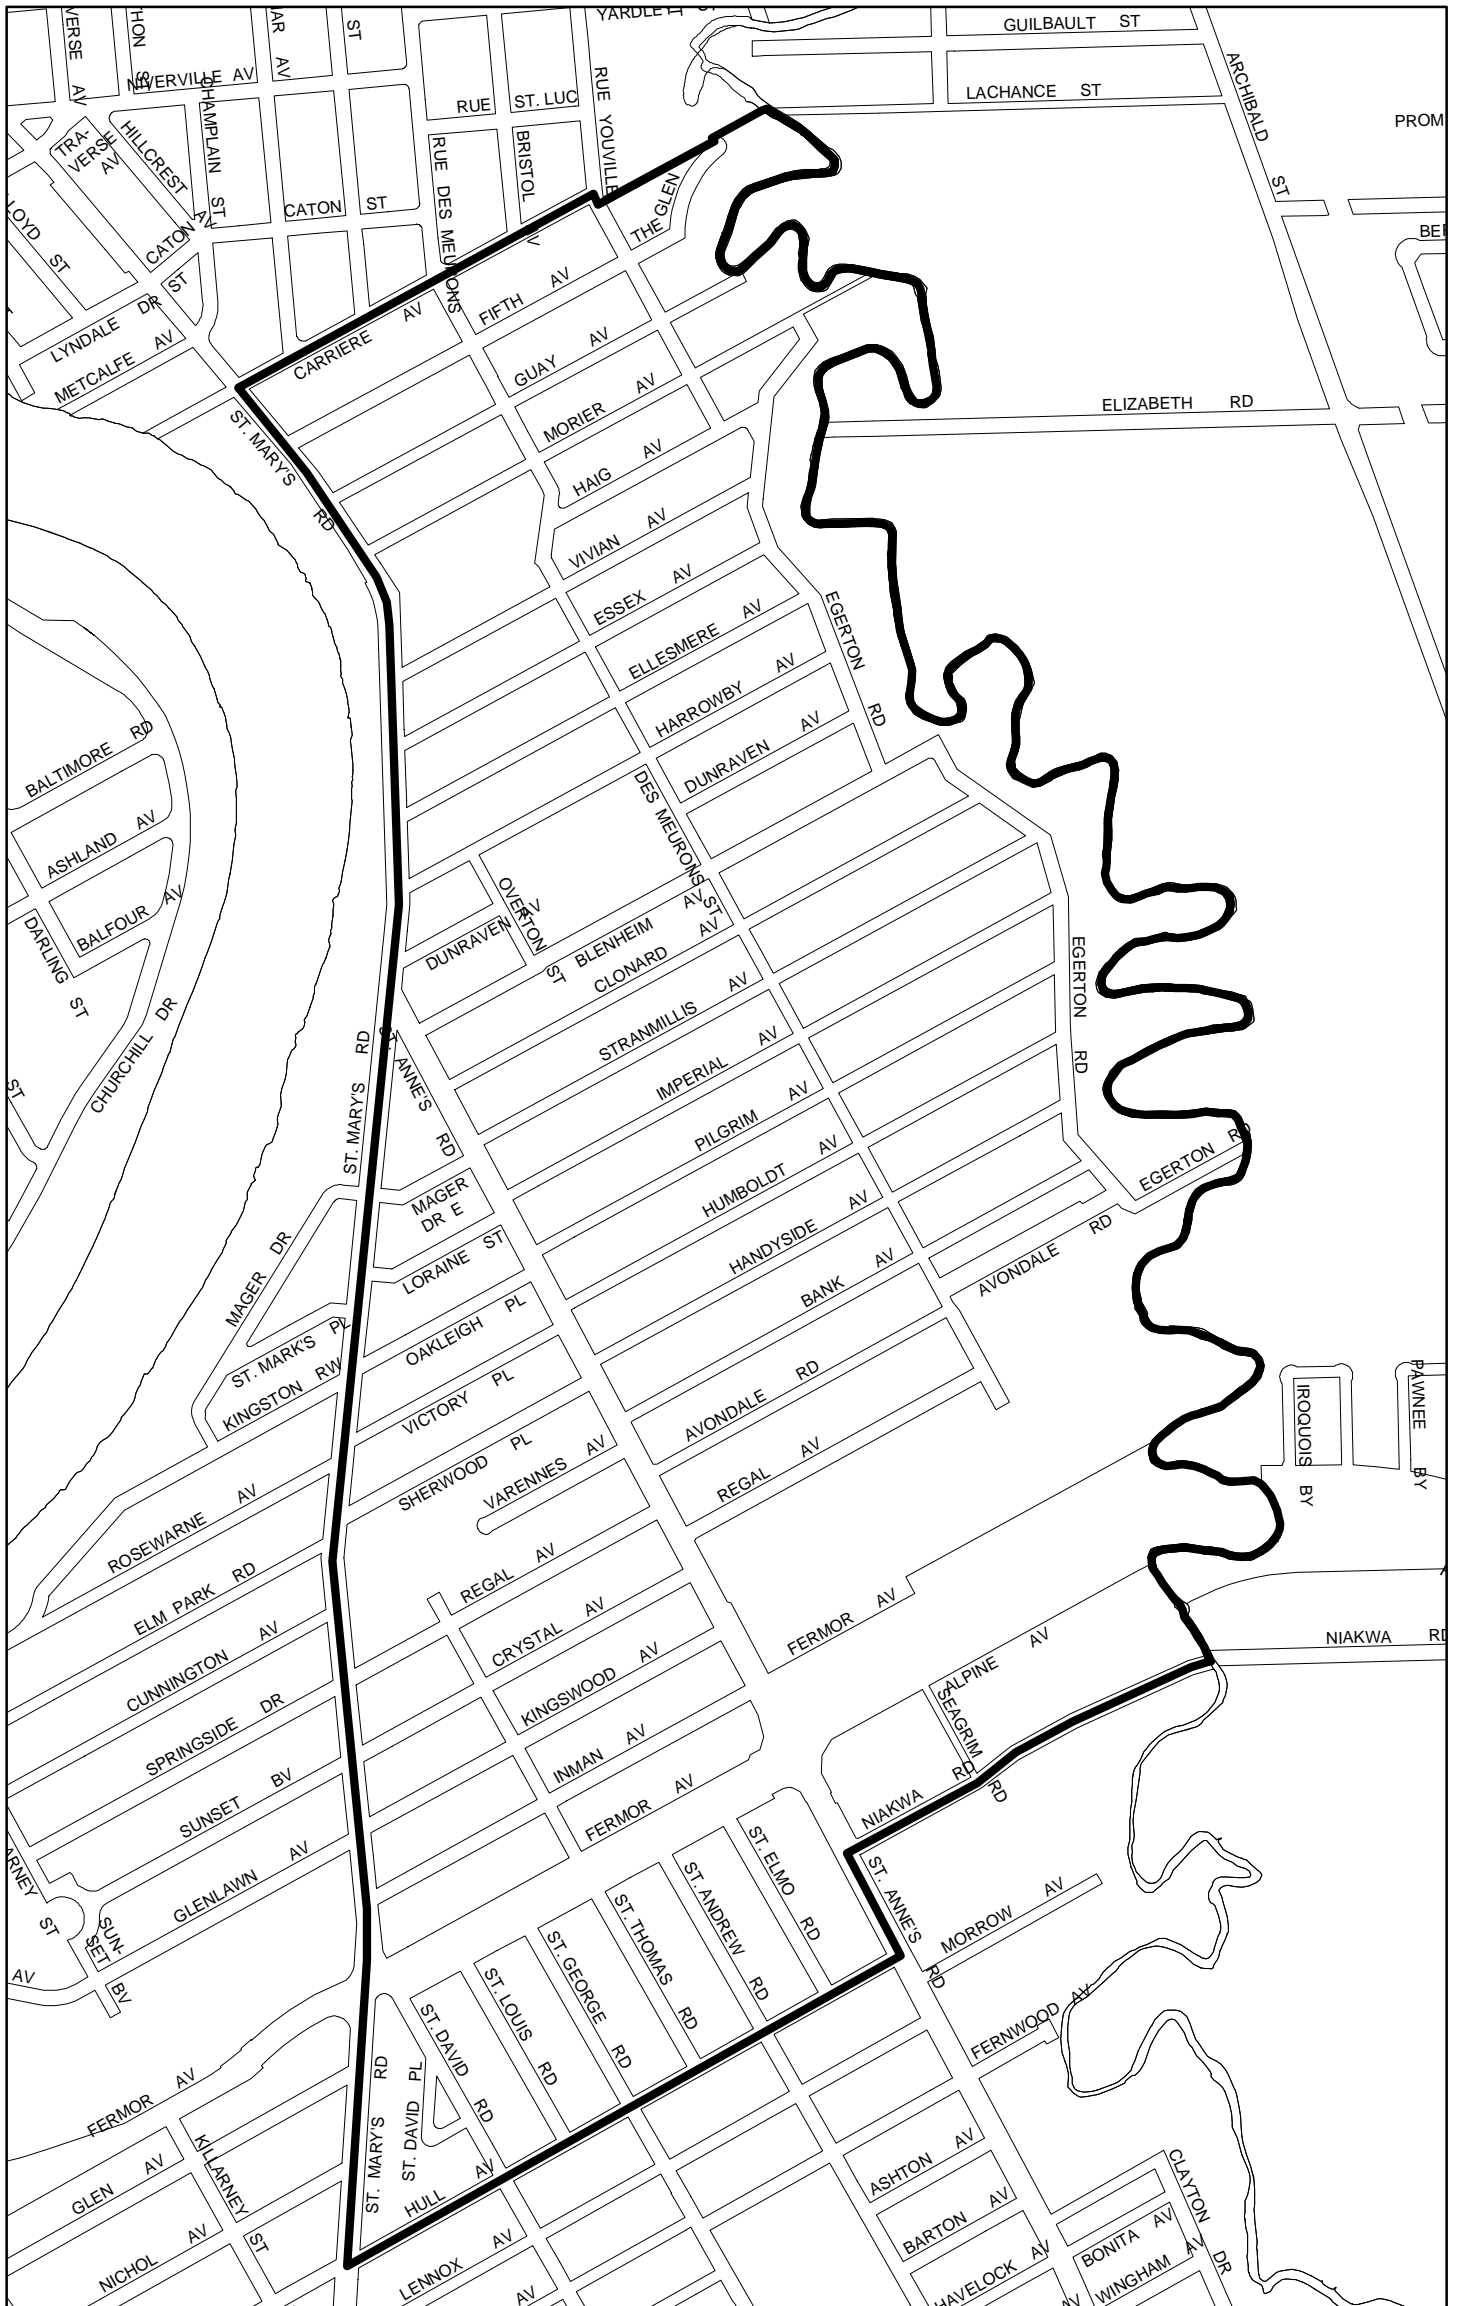 GUILBAULT ST
NIVERVILLE AV
RUE ST. LUC
LACHANCE ST
ARCHIBALD ST
PROM
TRA-
VERSE
AV
HILLCREST AV
CHAMPLAIN ST
RUE DES MEURONS
BRISTOL AV
RUE YOUVILLE
CATON ST
CATON
THE GLEN
ST
LYNDALE DR
METCALFE AV
CARRIERE AV
FIFTH AV
GUAY AV
MORIER AV
HAIG AV
ELIZABETH RD
ST. MARY'S RD
VIVIAN AV
ESSEX AV
ELLESMERE AV
HARROWBY AV
DUNRAVEN AV
EGERTON RD
BALTIMORE RD
ASHLAND AV
BALFOUR AV
DARLING ST
CHURCHILL DR
DES MEURONS ST
OVERTON ST
DUNRAVEN AV
BLENHEIM AV
CLONARD AV
STRANMILLIS AV
IMPERIAL AV
PILGRIM AV
HUMBOLDT AV
HANDYSIDE AV
BANK AV
EGERTON RD
EGERTON RD
AVONDALE RD
ST. MARY'S RD
ST. ANNE'S RD
MAGER
DR E
LORAINE ST
OAKLEIGH PL
VICTORY PL
SHERWOOD PL
VARENNES AV
MAGER DR
ST. MARK'S PL
KINGSTON RW
AVONDALE RD
REGAL AV
IROQUOIS BY
PAWNEE BY
ROSEWARNE AV
ELM PARK RD
CUNNINGTON AV
SPRINGSIDE DR
SUNSET BV
GLENLAWN AV
REGAL AV
CRYSTAL AV
KINGSWOOD AV
INMAN AV
FERMOR AV
FERMOR AV
ALPINE AV
SEAGRIM RD
NIAKWA RD
NIAKWA RD
ST. ANNE'S RD
MORROW AV
FERNWOOD AV
SUN-
SET
BV
AV
ST. ELMO RD
ST. ANDREW RD
ST. THOMAS RD
ST. GEORGE RD
ST. LOUIS RD
ST. DAVID RD
ST. DAVID PL
ST. MARY'S RD
HULL AV
FERMOR AV
GLEN AV
KILLARNEY ST
NICHOL AV
LENNOX AV
AV
ASHTON AV
BARTON AV
HAVELOCK AV
CLAYTON DR
BONITA AV
WINGHAM AV
AV